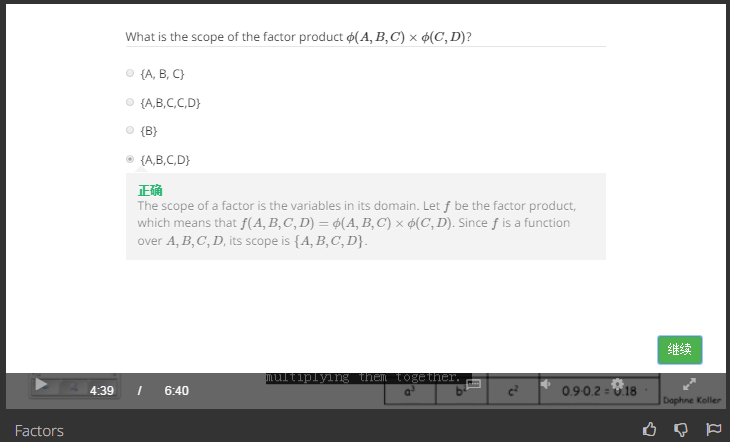 What is the scope of the factor product ϕ(A, B, C) × ϕ(C, D)?
{A, B, C}
{A,B,C,C,D}
{B}
{A,B,C,D}
正确
The scope of a factor is the variables in its domain. Let f be the factor product,
which means that f(A, B, C, D) = ϕ(A, B, C) × ϕ(C, D). Since f is a function
over A, B, C, D, its scope is {A, B, C, D}.
继续
multiplying them together.
4:39 / 6:40
a³ b c² 0.9·0.2 = 0.18
Daphne Koller
Factors